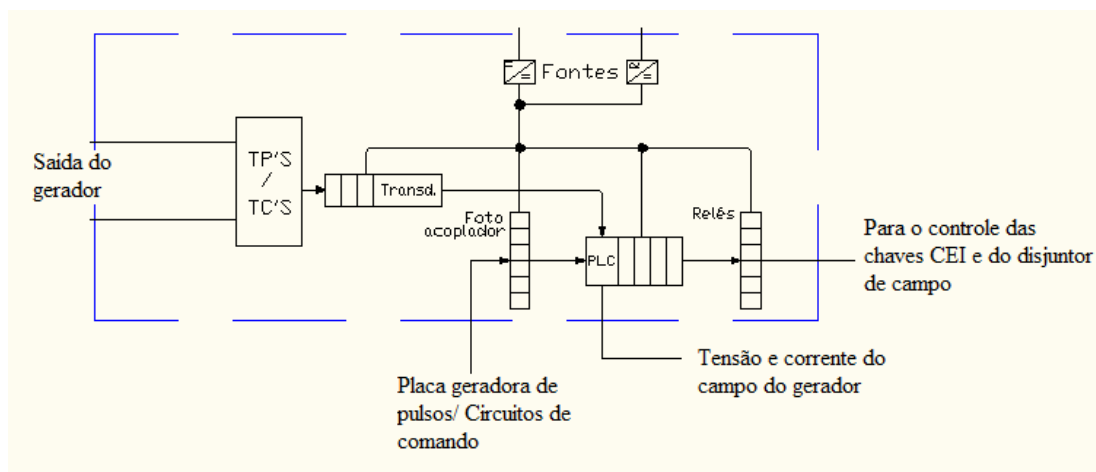 Fontes
Saída do
gerador
TP'S
/
TC'S
Transd.
Foto
acoplador
Relés
PLC
Para o controle das
chaves CEI e do disjuntor
de campo
Tensão e corrente do
campo do gerador
Placa geradora de
pulsos/ Circuitos de
comando